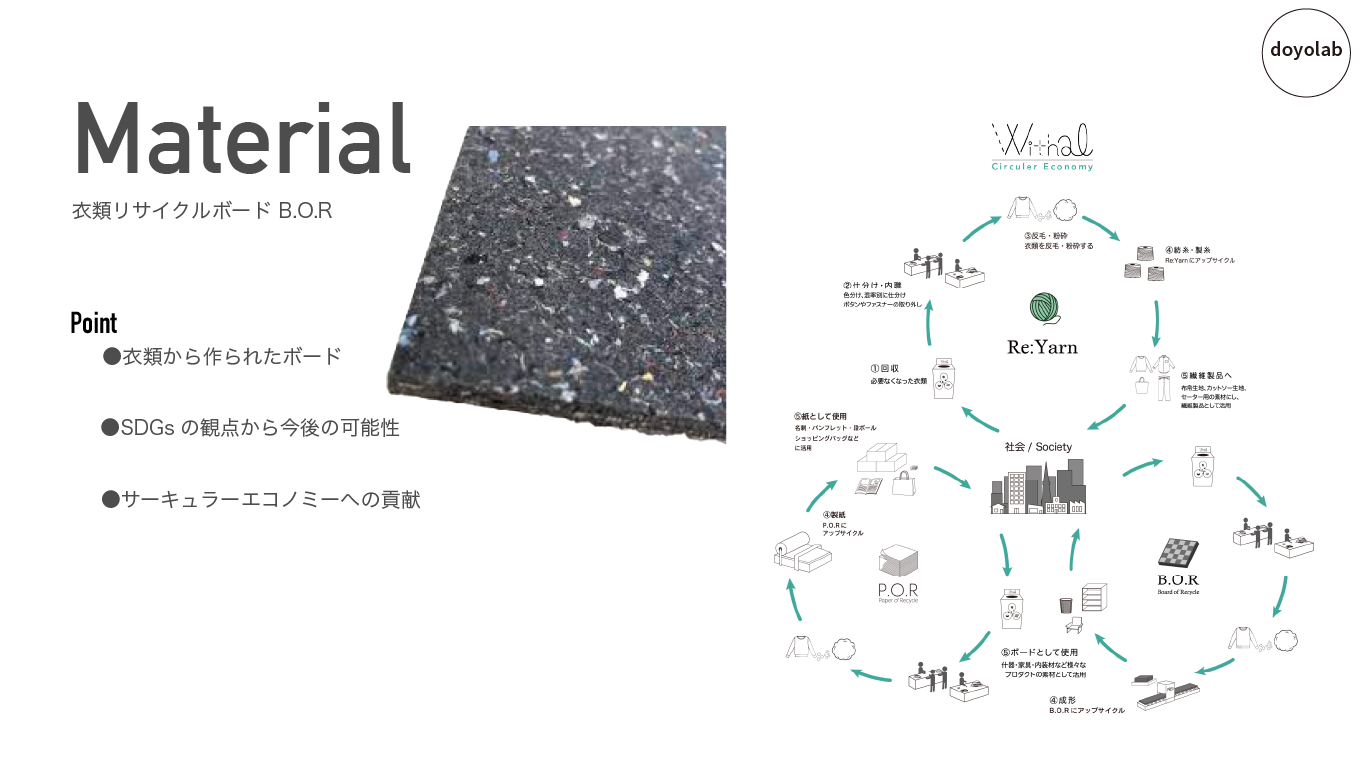 doyolab
Material
衣類リサイクルボード B.O.R
Point
●衣類から作られたボード
●SDGs の観点から今後の可能性
●サーキュラーエコノミーへの貢献
Withal
Circuler Economy
③反毛・粉砕
衣類を反毛・粉砕する
④紡糸・製糸
Re:Yarn にアップサイクル
②仕分け・内職
色分け、混率別に仕分け
ボタンやファスナーの取り外し
Re:Yarn
①回収
必要なくなった衣類
⑤繊維製品へ
布帛生地、カットソー生地、
セーター用の素材にし、
繊維製品として活用
⑤紙として使用
名刺・パンフレット・段ボール
ショッピングバッグなど
に活用
社会 / Society
④製紙
P.O.R に
アップサイクル
P.O.R
Paper of Recycle
B.O.R
Board of Recycle
⑤ボードとして使用
什器・家具・内装材など様々な
プロダクトの素材として活用
④成形
B.O.R にアップサイクル